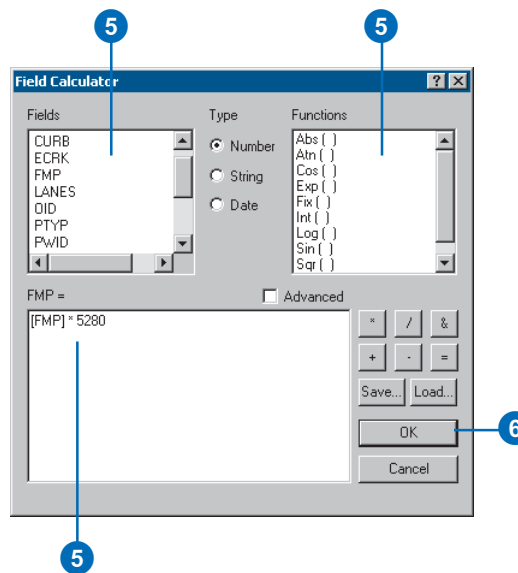 5
5
Field Calculator
Fields
Type
Functions
CURB
ECRK
FMP
LANES
OID
PTYP
PWID
Number
String
Date
Abs ( )
Atn ( )
Cos ( )
Exp ( )
Fix ( )
Int ( )
Log ( )
Sin ( )
Sqr ( )
FMP =
Advanced
[FMP] * 5280
* / &
+ - =
Save... Load...
OK
6
Cancel
5